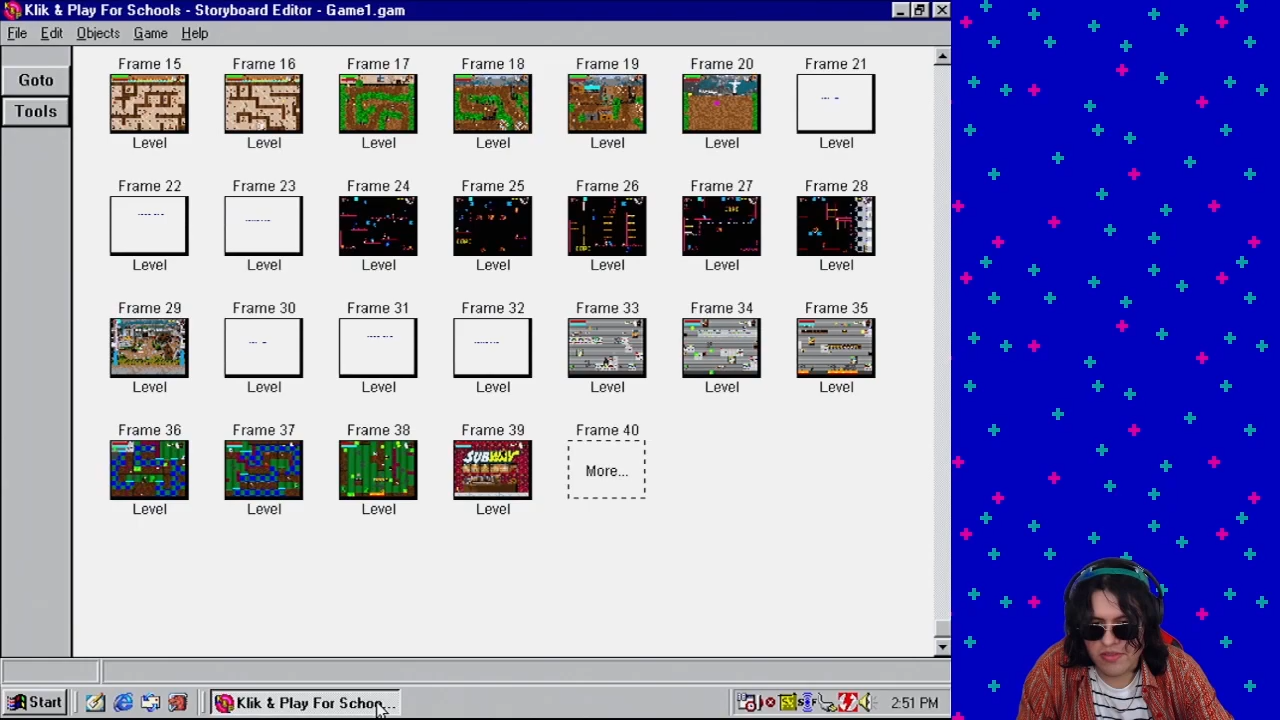 Klik & Play For Schools - Storyboard Editor - Game1.gam
File Edit Objects Game Help
Goto
Tools
Frame 15 Frame 16 Frame 17 Frame 18 Frame 19 Frame 20 Frame 21
Level Level Level Level Level Level Level
Frame 22 Frame 23 Frame 24 Frame 25 Frame 26 Frame 27 Frame 28
Level Level Level Level Level Level Level
Frame 29 Frame 30 Frame 31 Frame 32 Frame 33 Frame 34 Frame 35
Level Level Level Level Level Level Level
Frame 36 Frame 37 Frame 38 Frame 39 Frame 40
SUBWAY
More...
Level Level Level Level
Start Klik & Play For Schoo... 2:51 PM